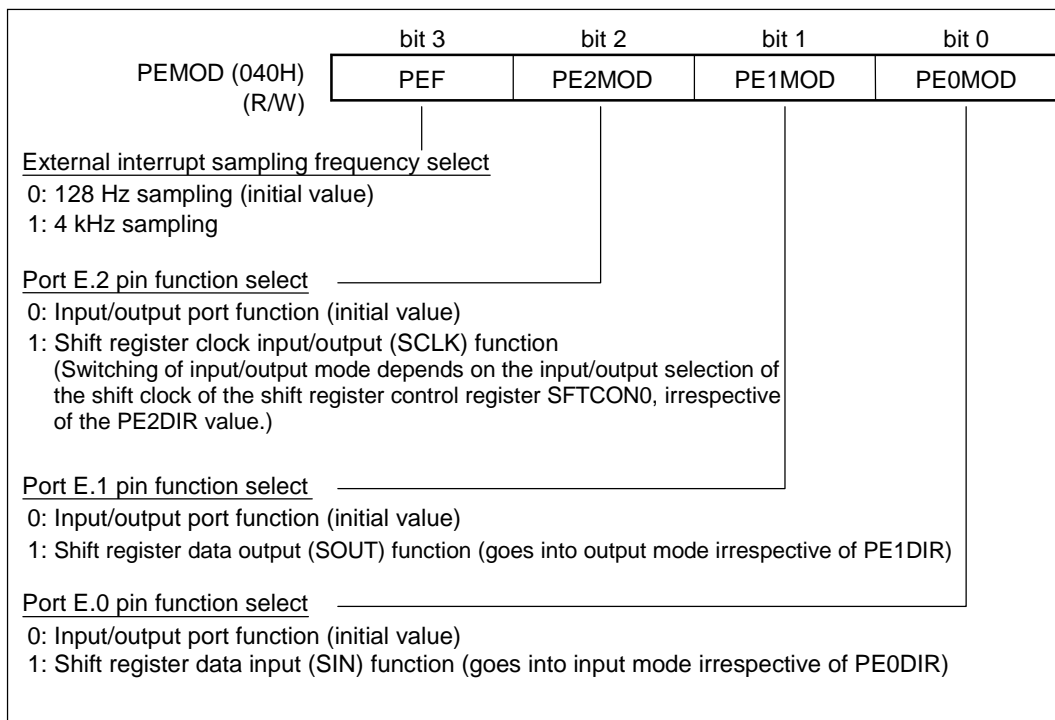 bit 3 bit 2 bit 1 bit 0
PEMOD (040H) PEF PE2MOD PE1MOD PE0MOD
(R/W)
External interrupt sampling frequency select
0: 128 Hz sampling (initial value)
1: 4 kHz sampling
Port E.2 pin function select
0: Input/output port function (initial value)
1: Shift register clock input/output (SCLK) function
(Switching of input/output mode depends on the input/output selection of
the shift clock of the shift register control register SFTCON0, irrespective
of the PE2DIR value.)
Port E.1 pin function select
0: Input/output port function (initial value)
1: Shift register data output (SOUT) function (goes into output mode irrespective of PE1DIR)
Port E.0 pin function select
0: Input/output port function (initial value)
1: Shift register data input (SIN) function (goes into input mode irrespective of PE0DIR)